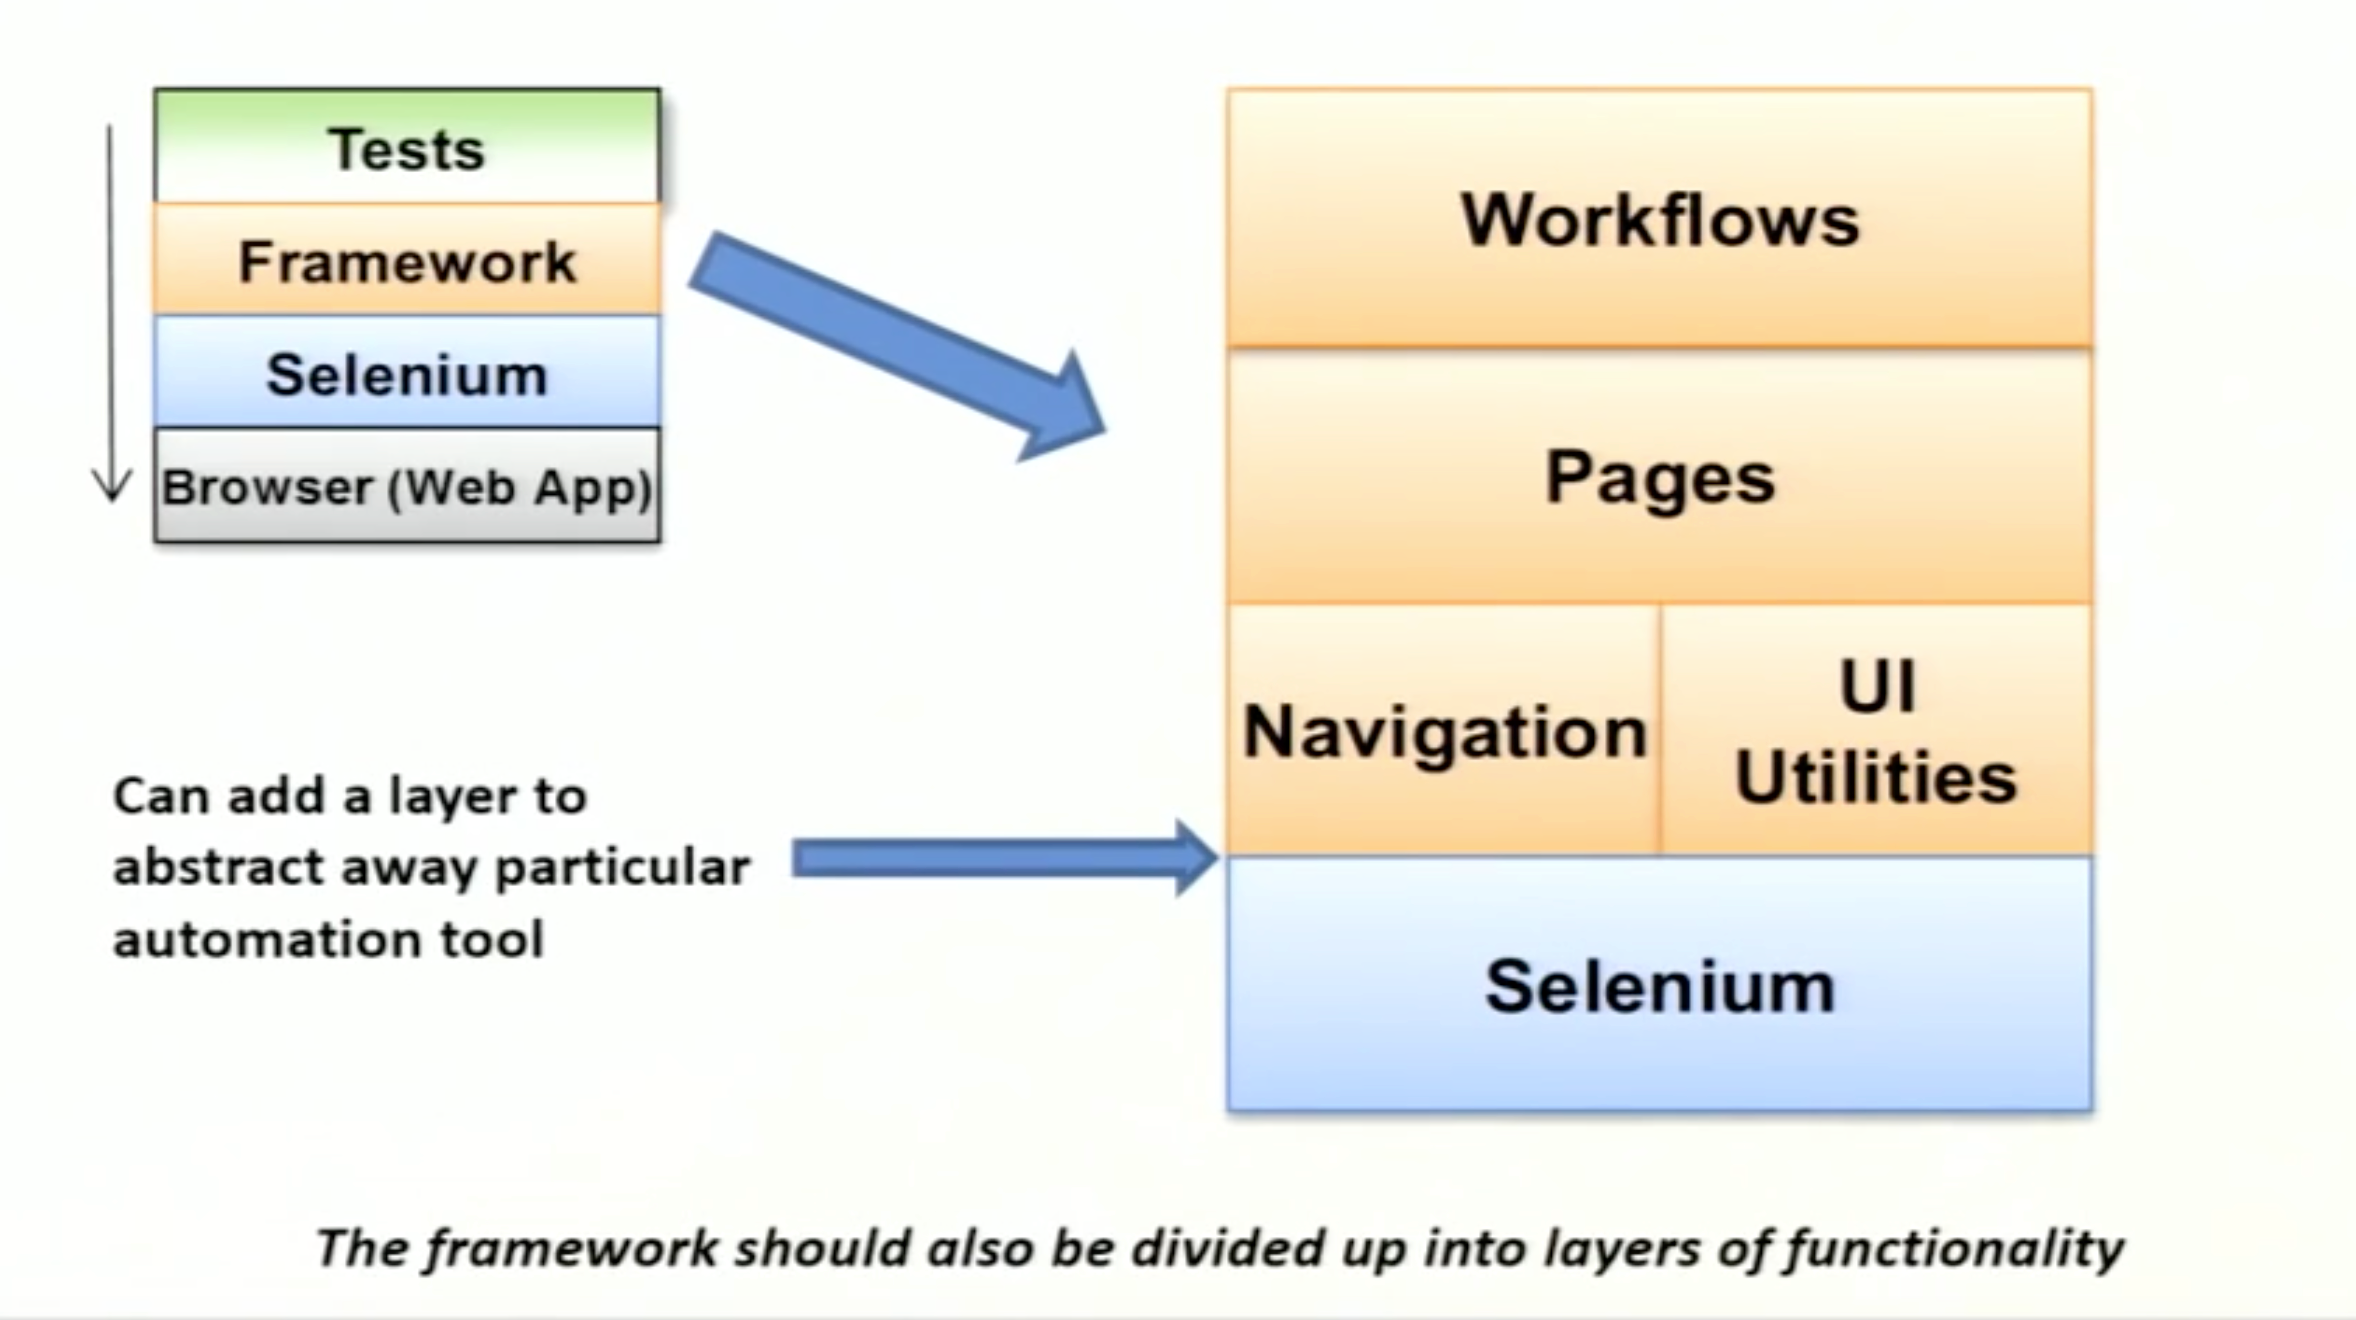 Tests
Framework
Selenium
Browser (Web App)
Can add a layer to
abstract away particular
automation tool
Workflows
Pages
Navigation
UI
Utilities
Selenium
The framework should also be divided up into layers of functionality